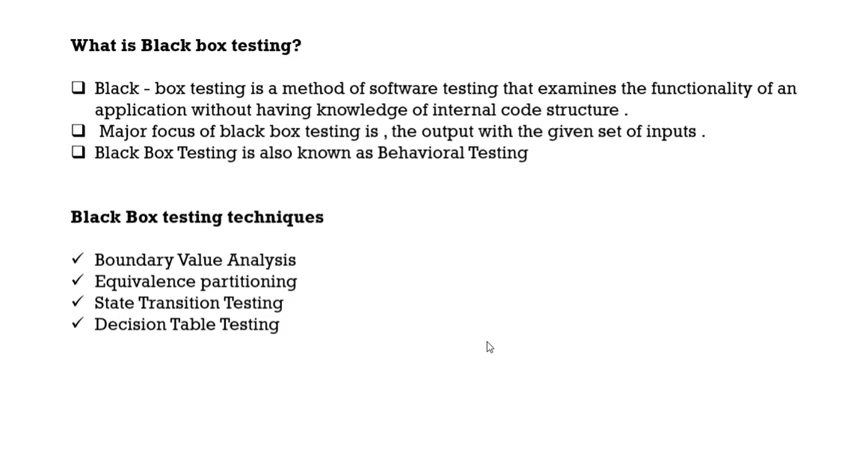 What is Black box testing?
❑ Black - box testing is a method of software testing that examines the functionality of an
application without having knowledge of internal code structure .
❑ Major focus of black box testing is , the output with the given set of inputs .
❑ Black Box Testing is also known as Behavioral Testing
Black Box testing techniques
✓ Boundary Value Analysis
✓ Equivalence partitioning
✓ State Transition Testing
✓ Decision Table Testing